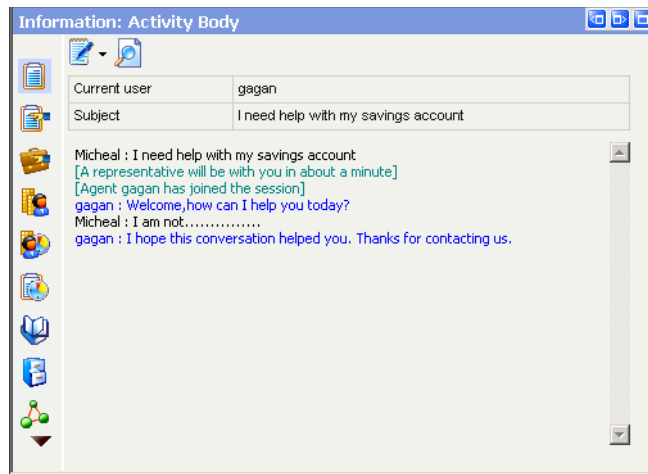 Information: Activity Body
Current user gagan
Subject I need help with my savings account
Micheal : I need help with my savings account
[A representative will be with you in about a minute]
[Agent gagan has joined the session]
gagan : Welcome,how can I help you today?
Micheal : I am not...............
gagan : I hope this conversation helped you. Thanks for contacting us.